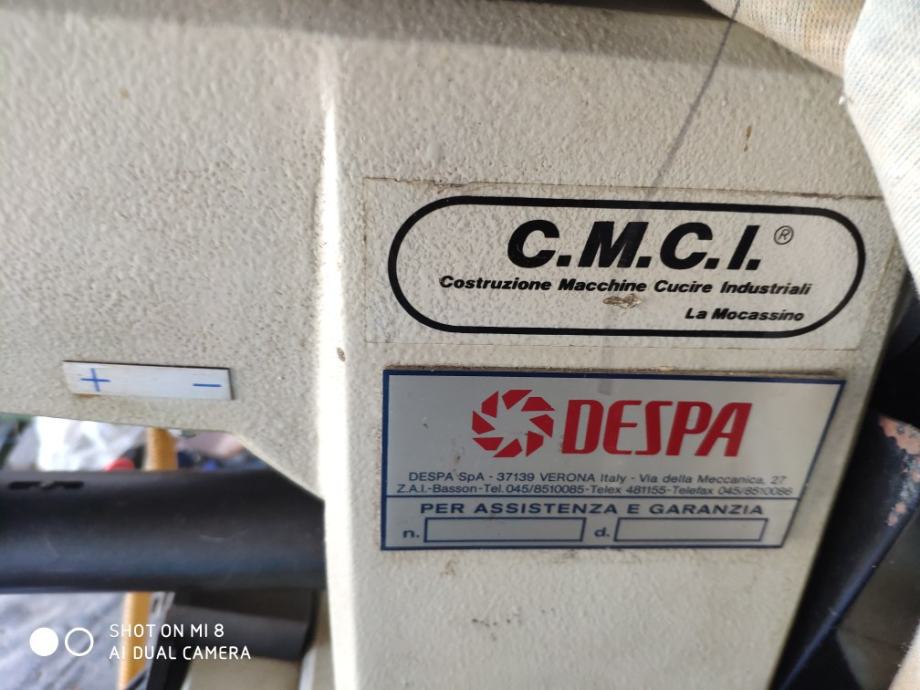 C.M.C.I.®
Costruzione Macchine Cucire Industriali
La Mocassino
+ -
DESPA
DESPA SpA - 37139 VERONA Italy - Via della Meccanica, 27
Z.A.I.-Basson-Tel. 045/8510085-Telex 481155-Telefax 045/8510086
PER ASSISTENZA E GARANZIA
n. d.
SHOT ON MI 8
AI DUAL CAMERA